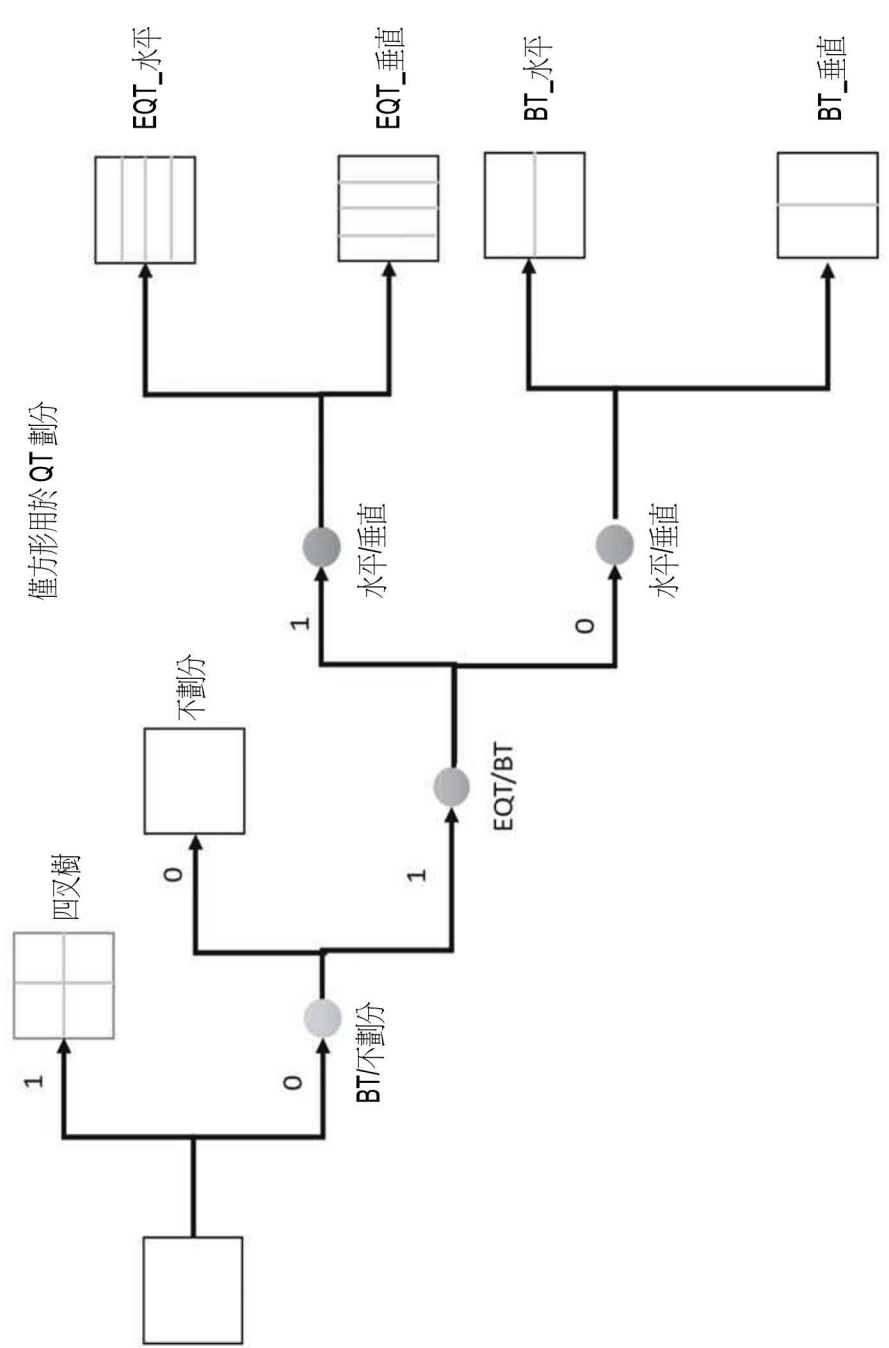 僅方形用於 QT 劃分
1
四叉樹
0
BT/不劃分
0
不劃分
1
EQT/BT
1
水平/垂直
0
水平/垂直
EQT_水平
EQT_垂直
BT_水平
BT_垂直